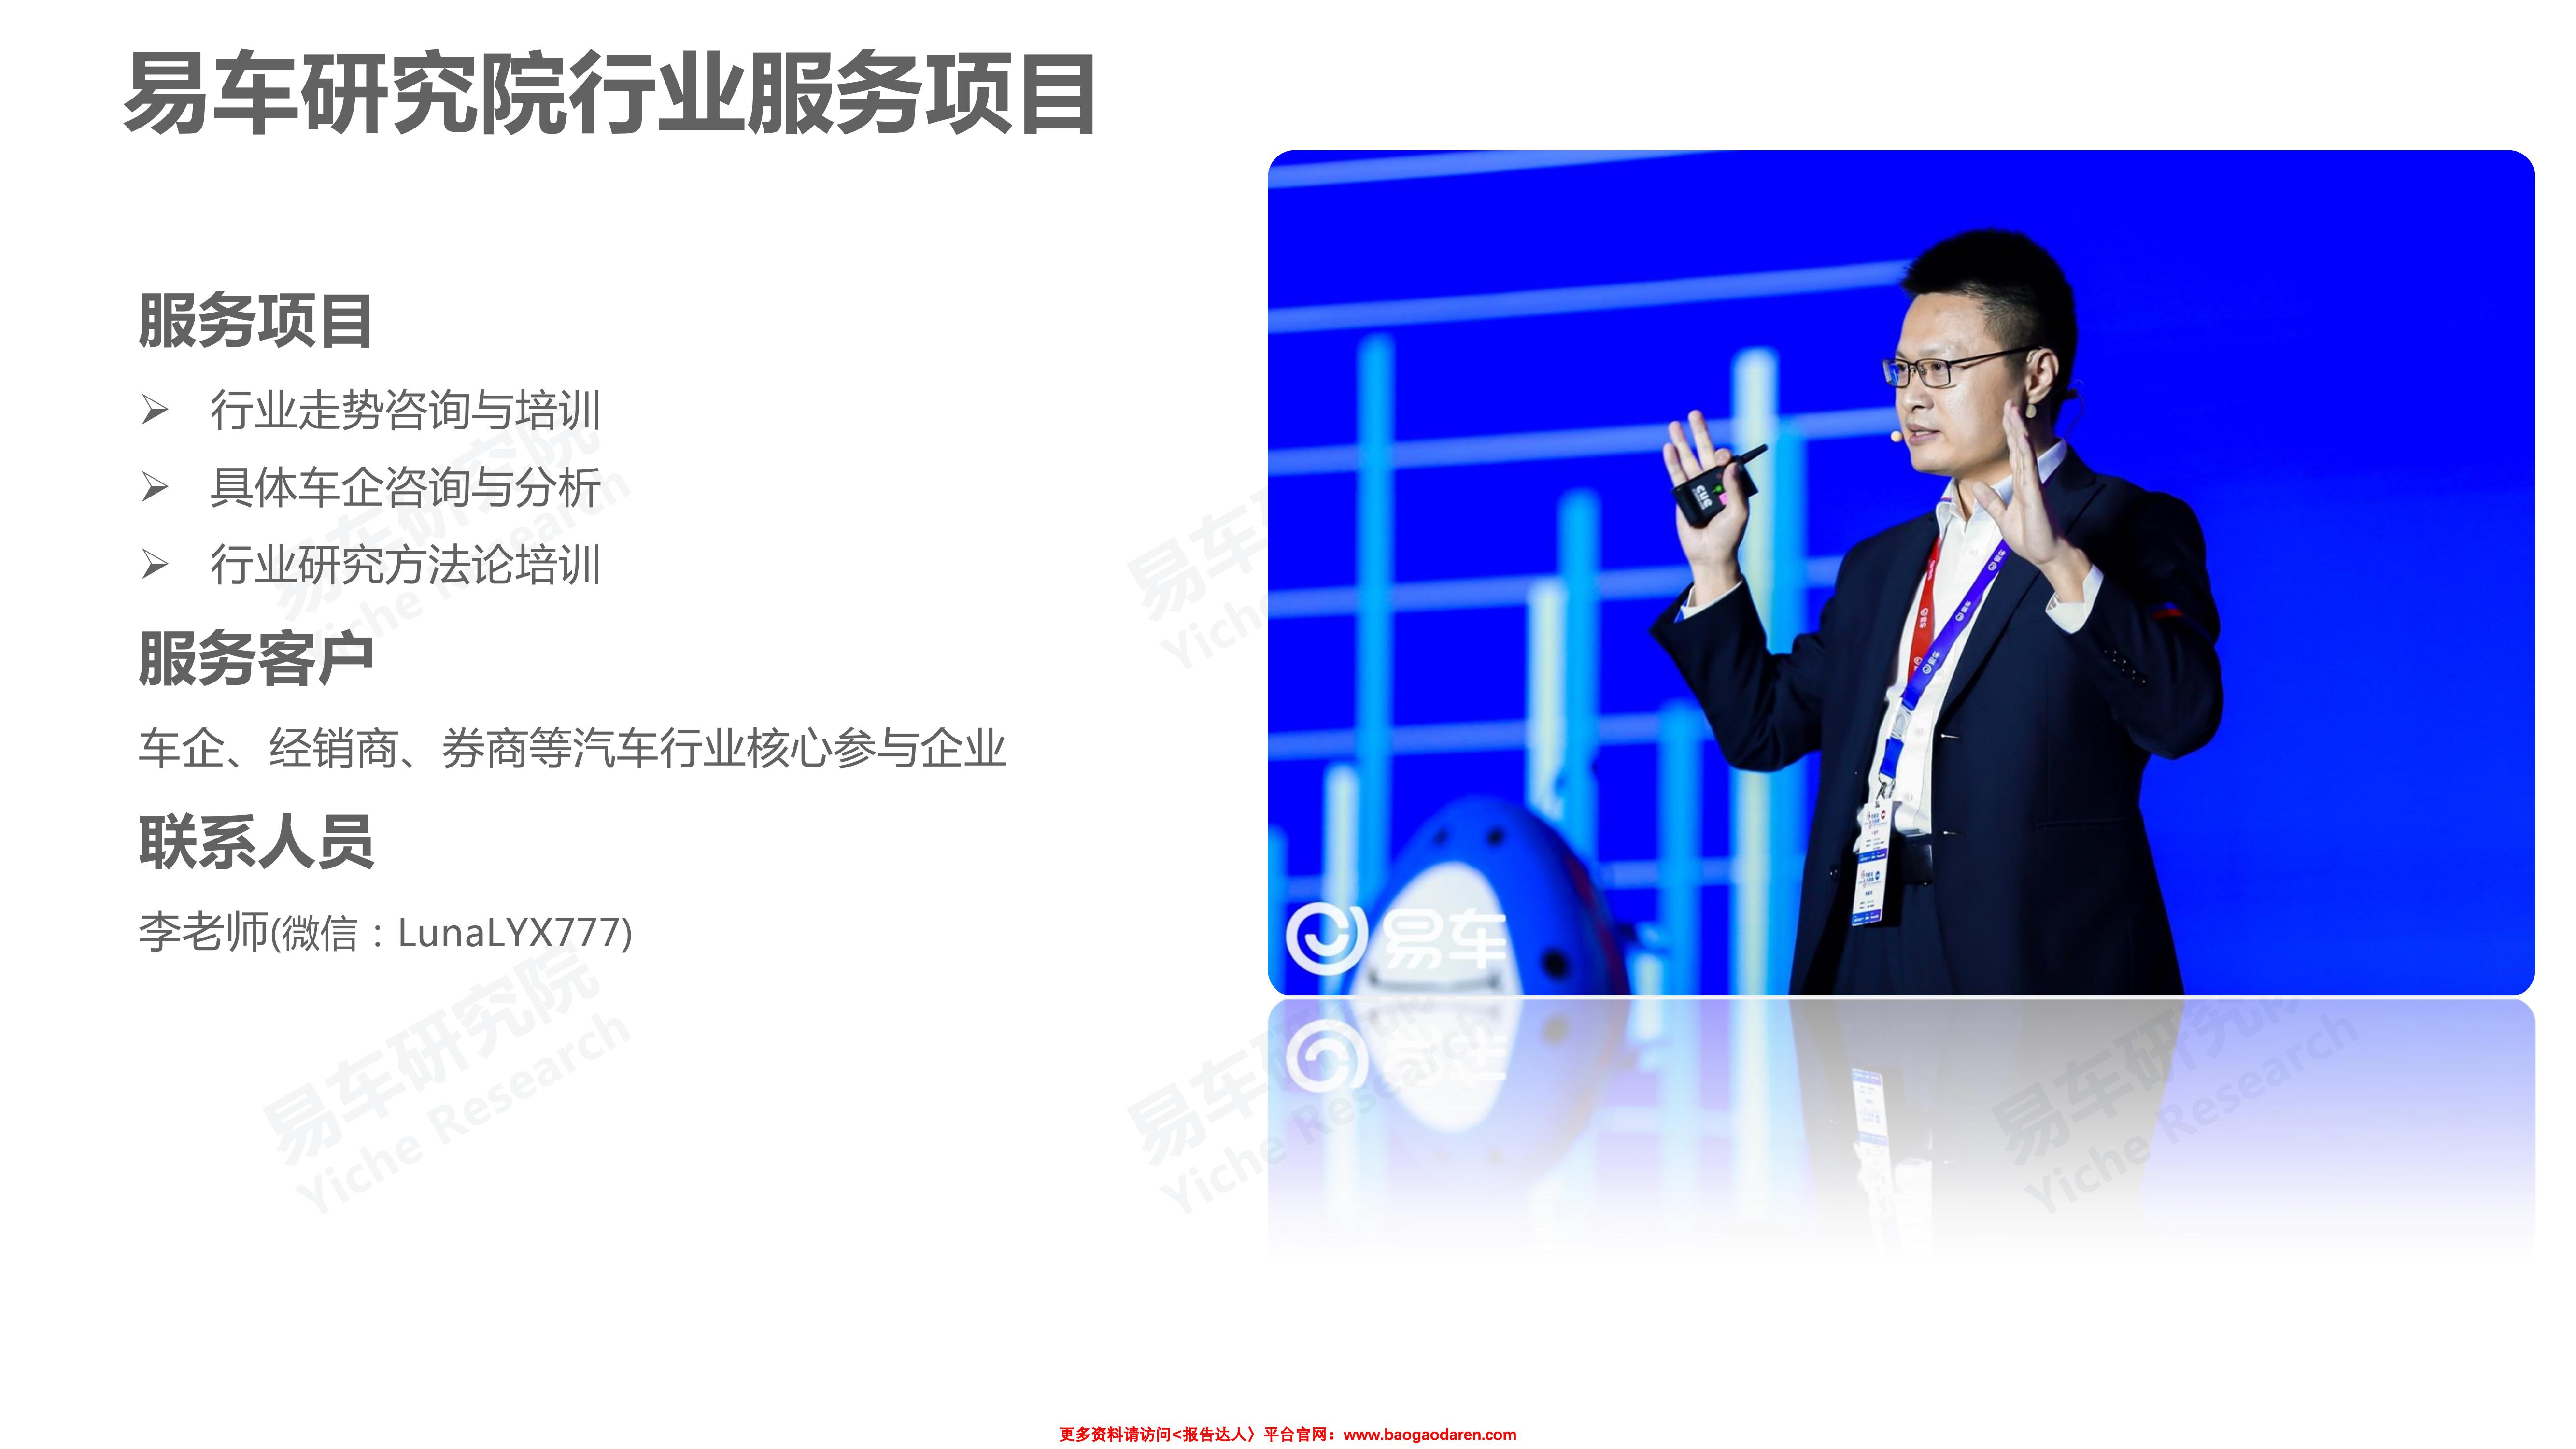 易车研究院行业服务项目
服务项目
➢ 行业走势咨询与培训
➢ 具体车企咨询与分析
➢ 行业研究方法论培训
服务客户
车企、经销商、券商等汽车行业核心参与企业
联系人员
李老师(微信：LunaLYX777)
cue
易车
易车研究院
Yiche Research
易车
Yiche
易车研究院
Yiche Research
易车研
Yiche Research
易车研究院
Yiche Research
更多资料请访问<报告达人〉平台官网：www.baogaodaren.com